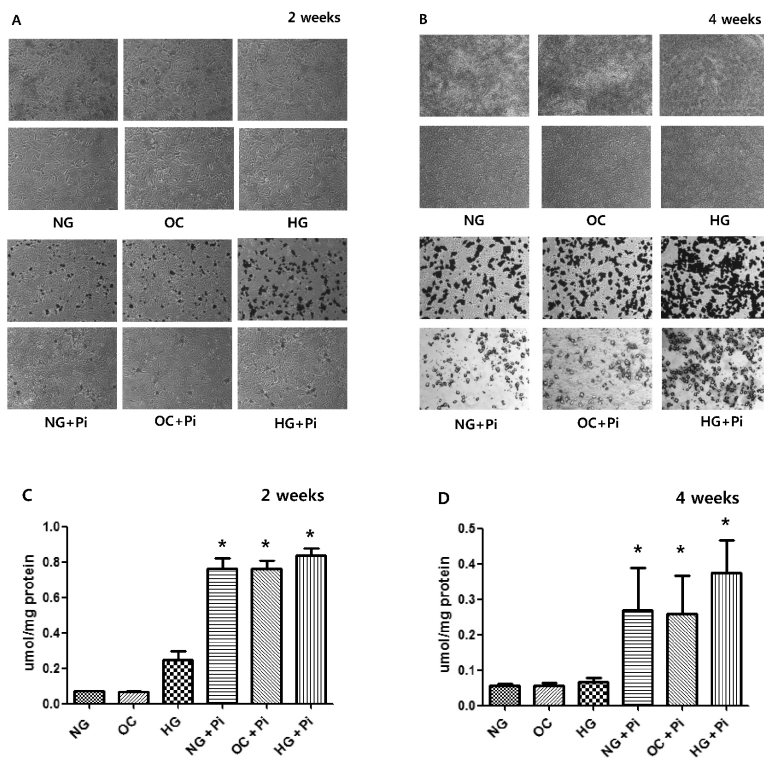 A
2 weeks
NG
OC
HG
NG+Pi
OC+Pi
HG+Pi
B
4 weeks
NG
OC
HG
NG+Pi
OC+Pi
HG+Pi
C
2 weeks
umol/mg protein
1.0
0.8
0.6
0.4
0.2
0.0
*
*
*
NG
OC
HG
NG+Pi
OC+Pi
HG+Pi
D
4 weeks
umol/mg protein
0.5
0.4
0.3
0.2
0.1
0.0
*
*
*
NG
OC
HG
NG+Pi
OC+Pi
HG+Pi